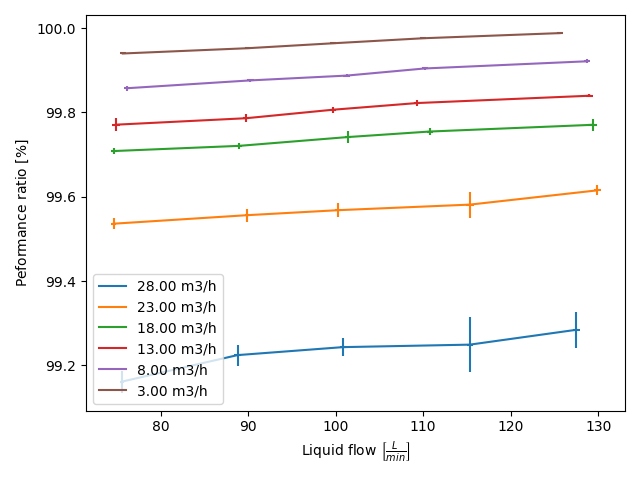 100.0
99.8
99.6
99.4
99.2
Peformance ratio [%]
28.00 m3/h
23.00 m3/h
18.00 m3/h
13.00 m3/h
8.00 m3/h
3.00 m3/h
80 90 100 110 120 130
Liquid flow [L/min]